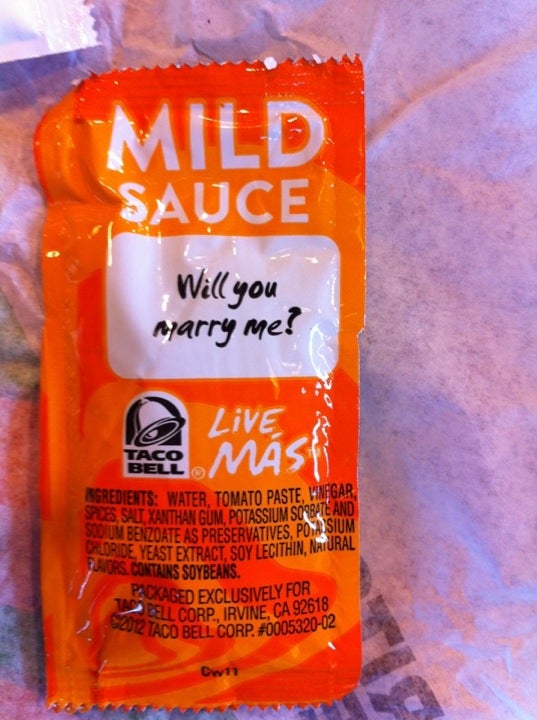 MILD
SAUCE
Will you
marry me?
TACO
BELL
®
LIVE
MÁS™
INGREDIENTS: WATER, TOMATO PASTE, VINEGAR,
SPICES, SALT, XANTHAN GUM, POTASSIUM SORBATE AND
SODIUM BENZOATE AS PRESERVATIVES, POTASSIUM
CHLORIDE, YEAST EXTRACT, SOY LECITHIN, NATURAL
FLAVORS. CONTAINS SOYBEANS.
PACKAGED EXCLUSIVELY FOR
TACO BELL CORP., IRVINE, CA 92618
©2012 TACO BELL CORP. #0005320-02
CW11